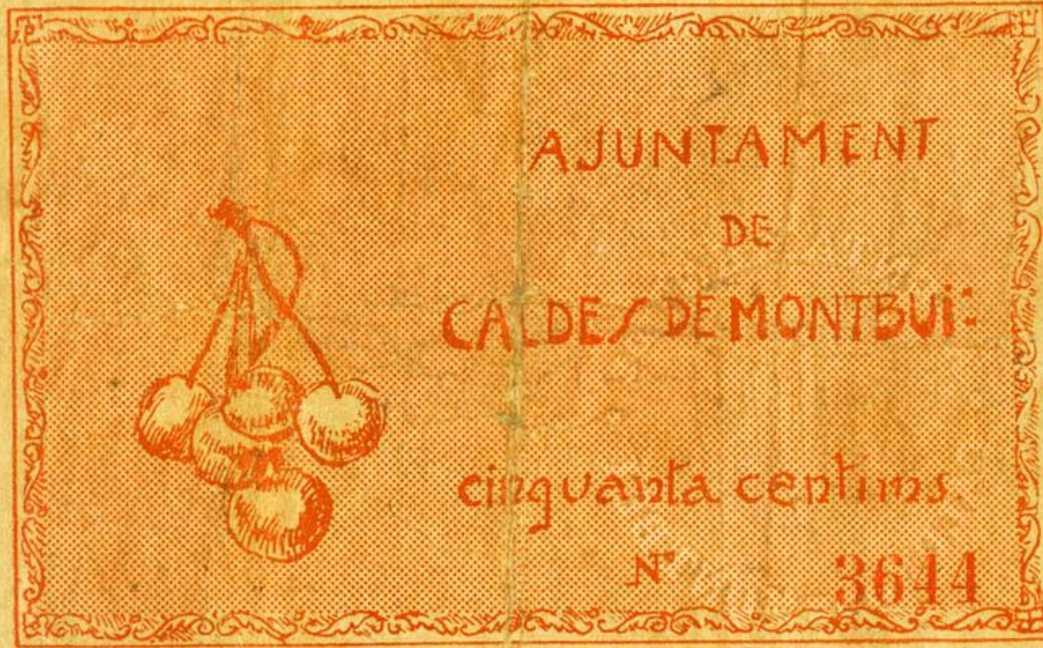 AJUNTAMENT
DE
CALDES DE MONTBUi:
cinquanta centims
Nº 3644